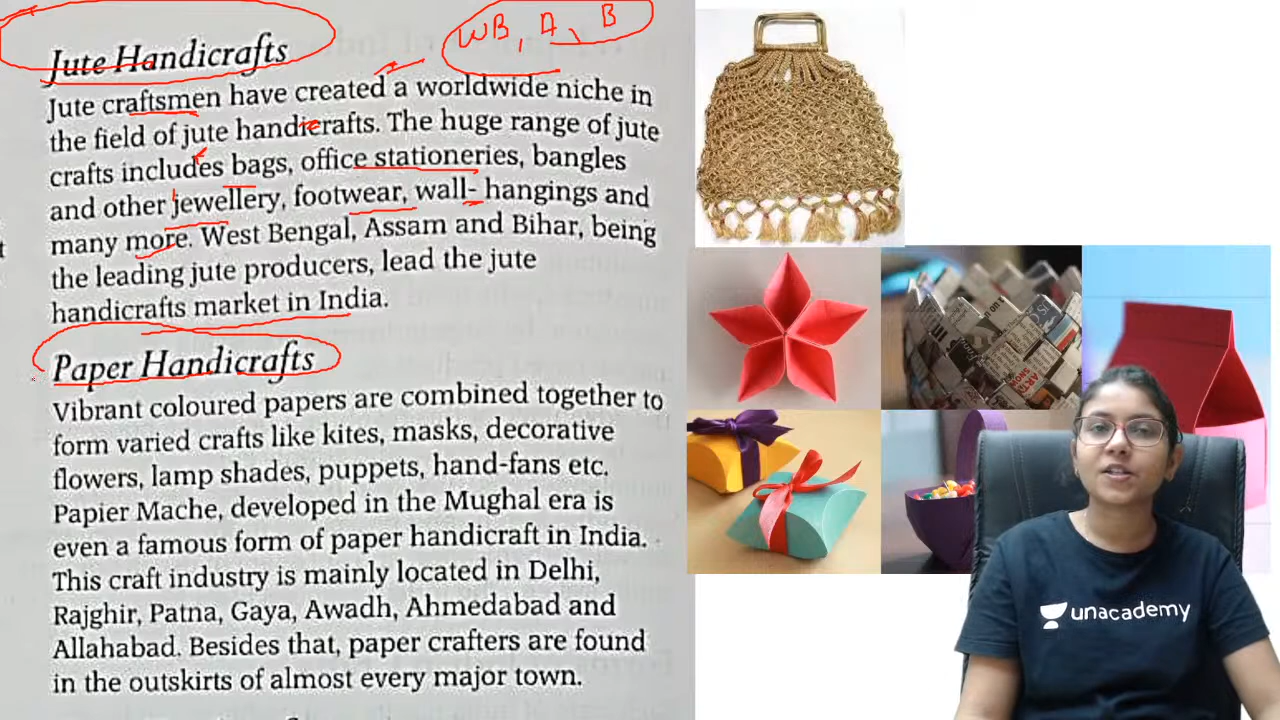 WB, A, B
Jute Handicrafts
Jute craftsmen have created a worldwide niche in
the field of jute handicrafts. The huge range of jute
crafts includes bags, office stationeries, bangles
and other jewellery, footwear, wall- hangings and
many more. West Bengal, Assam and Bihar, being
the leading jute producers, lead the jute
handicrafts market in India.
Paper Handicrafts
Vibrant coloured papers are combined together to
form varied crafts like kites, masks, decorative
flowers, lamp shades, puppets, hand-fans etc.
Papier Mache, developed in the Mughal era is
even a famous form of paper handicraft in India.
This craft industry is mainly located in Delhi,
Rajghir, Patna, Gaya, Awadh, Ahmedabad and
Allahabad. Besides that, paper crafters are found
in the outskirts of almost every major town.
unacademy